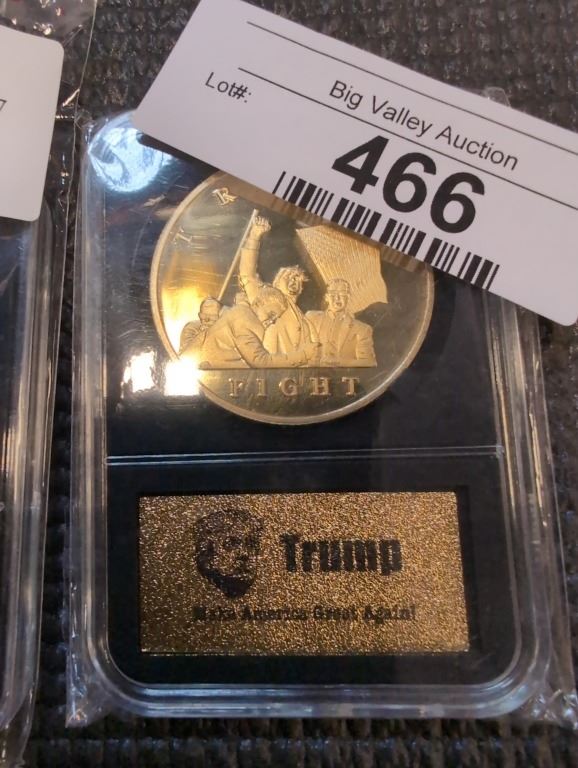 Big Valley Auction
Lot#:
466
T R
FIGHT
Trump
Make America Great Again!